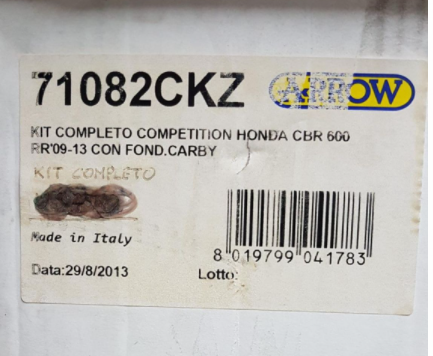 71082CKZ ARROW
KIT COMPLETO COMPETITION HONDA CBR 600
RR'09-13 CON FOND.CARBY
KIT COMPLETO
Made in Italy
8 019799 041783
Data:29/8/2013 Lotto: